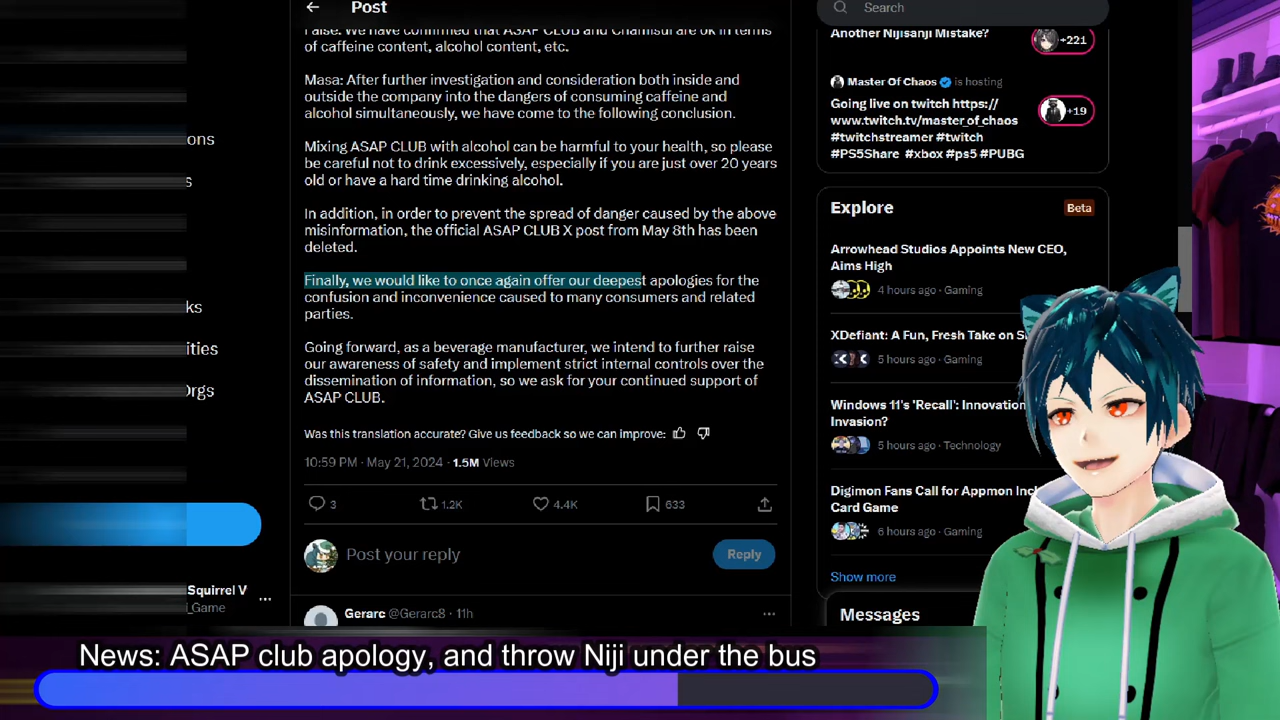 Post
False: We have confirmed that ASAP CLUB and Chamisul are OK in terms
of caffeine content, alcohol content, etc.
Masa: After further investigation and consideration both inside and
outside the company into the dangers of consuming caffeine and
alcohol simultaneously, we have come to the following conclusion.
Mixing ASAP CLUB with alcohol can be harmful to your health, so please
be careful not to drink excessively, especially if you are just over 20 years
old or have a hard time drinking alcohol.
In addition, in order to prevent the spread of danger caused by the above
misinformation, the official ASAP CLUB X post from May 8th has been
deleted.
Finally, we would like to once again offer our deepest apologies for the
confusion and inconvenience caused to many consumers and related
parties.
Going forward, as a beverage manufacturer, we intend to further raise
our awareness of safety and implement strict internal controls over the
dissemination of information, so we ask for your continued support of
ASAP CLUB.
Was this translation accurate? Give us feedback so we can improve:
10:59 PM · May 21, 2024 · 1.5M Views
3 1.2K 4.4K 633
Post your reply
Reply
Gerarc @Gerarc8 · 11h
ons
s
ks
ities
Orgs
Squirrel V
_Game
Search
Another Nijisanji Mistake?
+221
Master Of Chaos is hosting
Going live on twitch https://
www.twitch.tv/master_of_chaos
#twitchstreamer #twitch
#PS5Share #xbox #ps5 #PUBG
+19
Explore
Beta
Arrowhead Studios Appoints New CEO,
Aims High
4 hours ago · Gaming
XDefiant: A Fun, Fresh Take on S
5 hours ago · Gaming
Windows 11's 'Recall': Innovation
Invasion?
5 hours ago · Technology
Digimon Fans Call for Appmon Incl
Card Game
6 hours ago · Gaming
Show more
Messages
News: ASAP club apology, and throw Niji under the bus